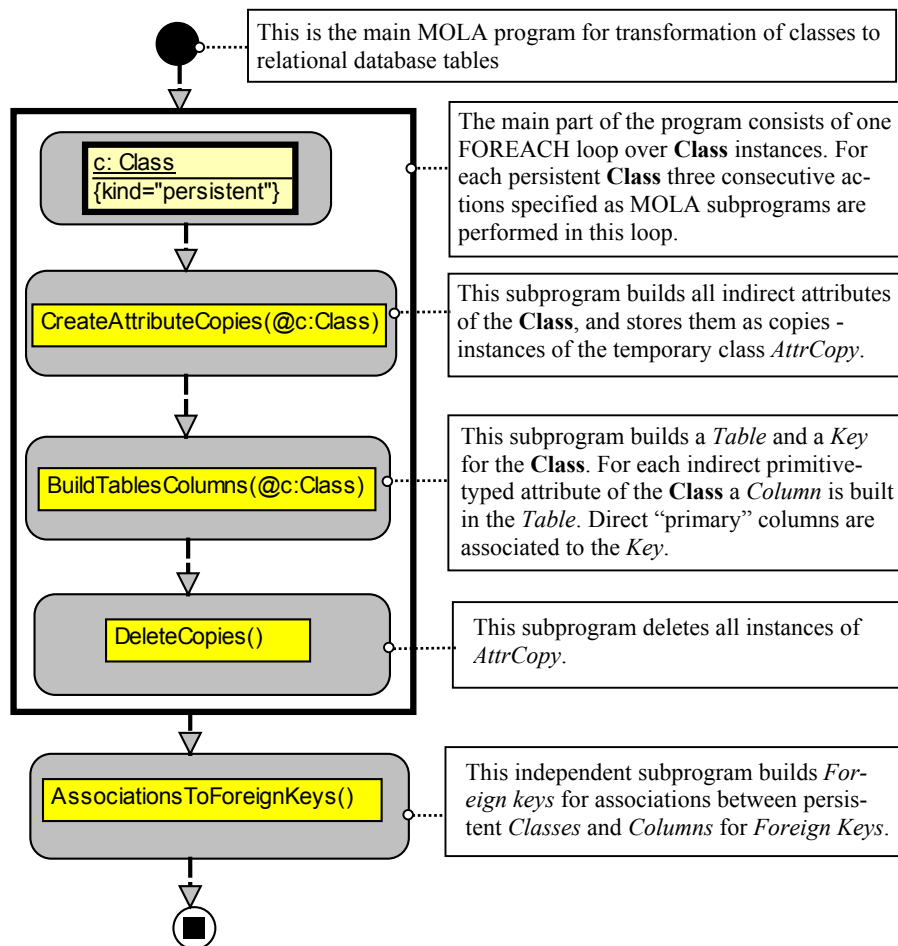 This is the main MOLA program for transformation of classes to
relational database tables
c: Class
{kind="persistent"}
The main part of the program consists of one
FOREACH loop over Class instances. For
each persistent Class three consecutive ac-
tions specified as MOLA subprograms are
performed in this loop.
CreateAttributeCopies(@c:Class)
This subprogram builds all indirect attributes
of the Class, and stores them as copies -
instances of the temporary class AttrCopy.
BuildTablesColumns(@c:Class)
This subprogram builds a Table and a Key
for the Class. For each indirect primitive-
typed attribute of the Class a Column is built
in the Table. Direct “primary” columns are
associated to the Key.
DeleteCopies()
This subprogram deletes all instances of
AttrCopy.
AssociationsToForeignKeys()
This independent subprogram builds For-
eign keys for associations between persis-
tent Classes and Columns for Foreign Keys.